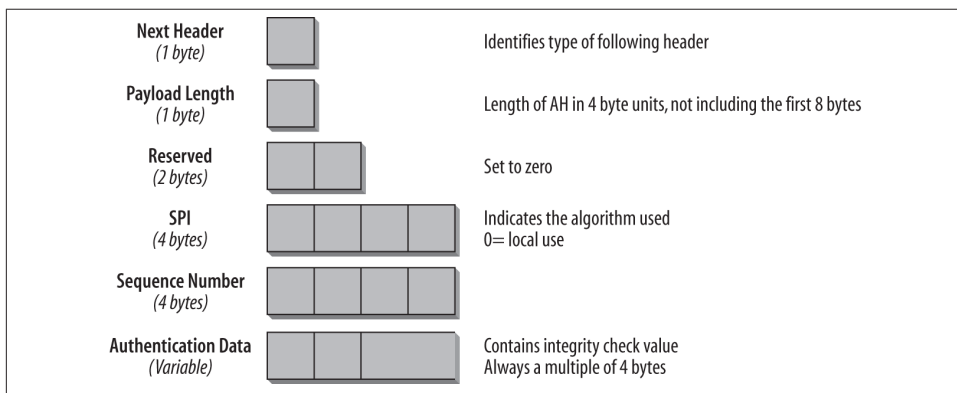 Next Header
(1 byte)
Identifies type of following header
Payload Length
(1 byte)
Length of AH in 4 byte units, not including the first 8 bytes
Reserved
(2 bytes)
Set to zero
SPI
(4 bytes)
Indicates the algorithm used
0= local use
Sequence Number
(4 bytes)
Authentication Data
(Variable)
Contains integrity check value
Always a multiple of 4 bytes